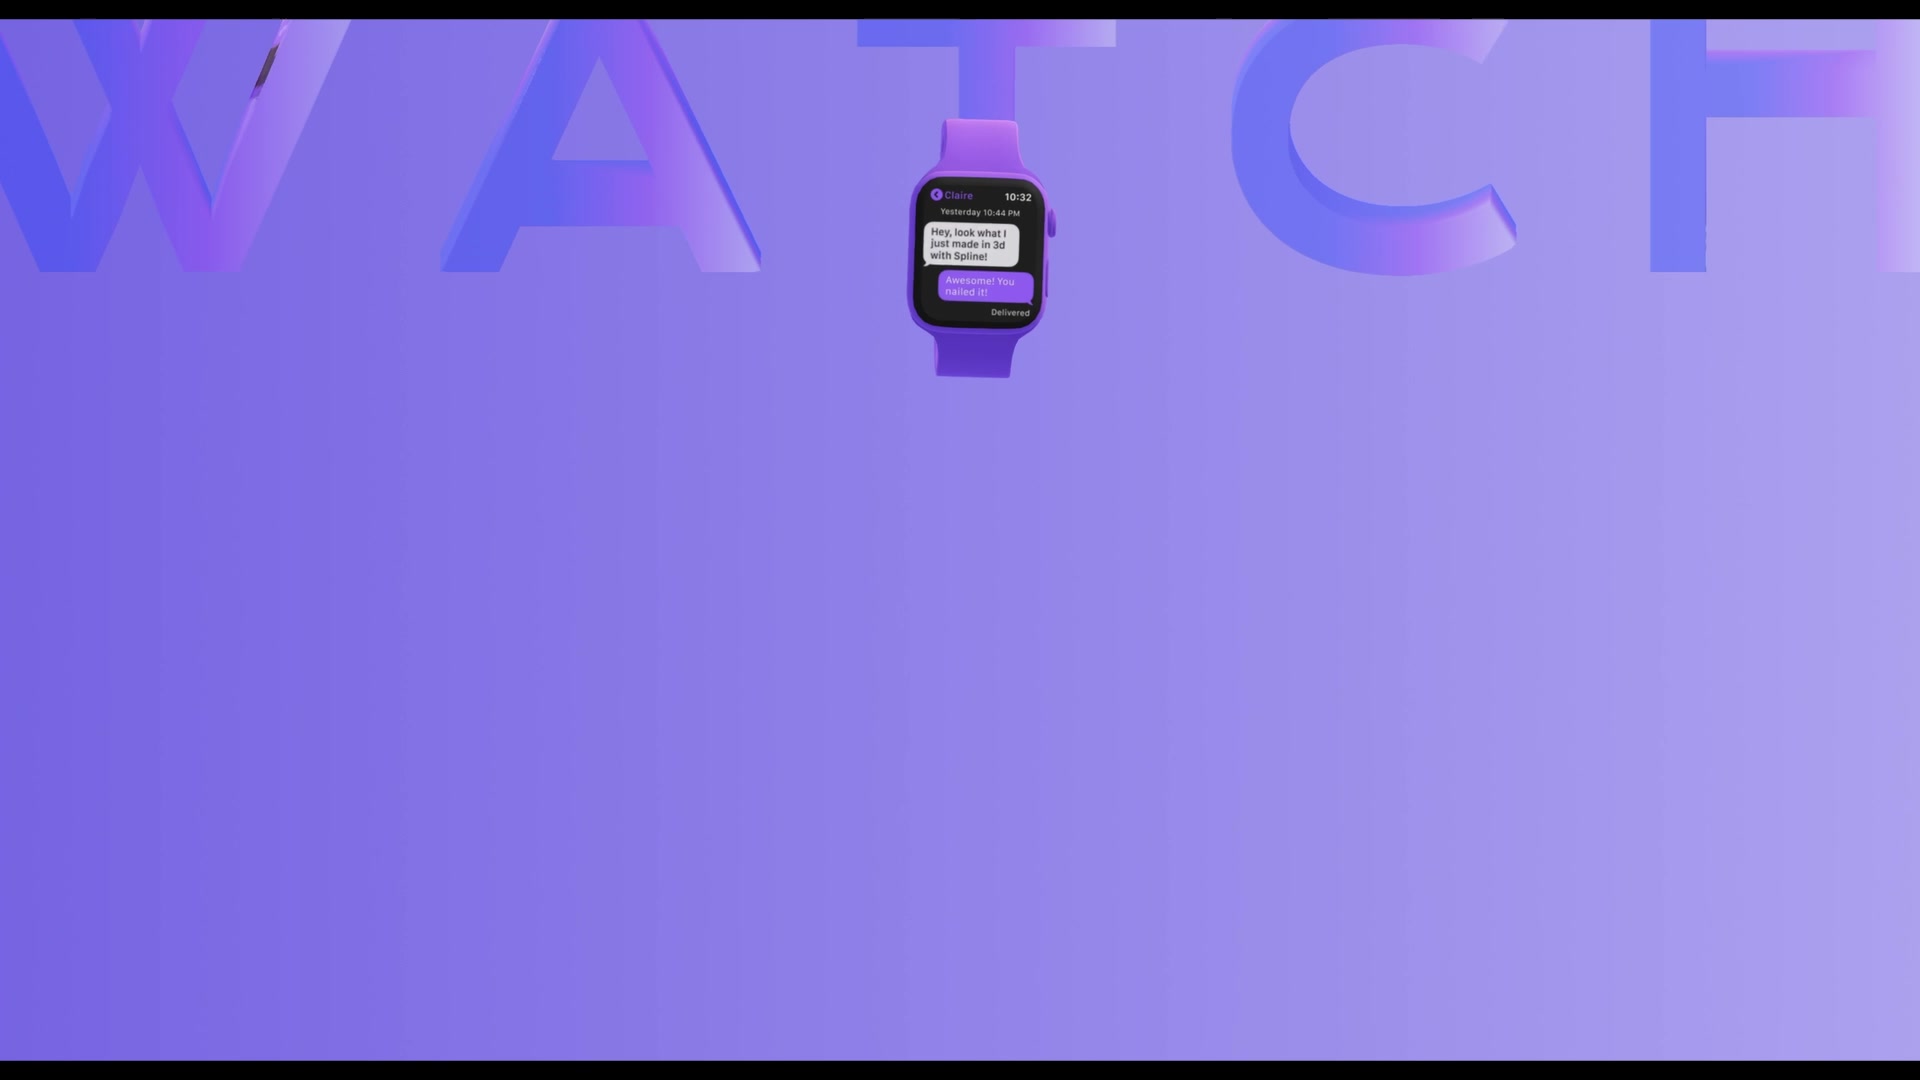 WATCH
Claire
10:32
Yesterday 10:44 PM
Hey, look what I
just made in 3d
with Spline!
Awesome! You
nailed it!
Delivered